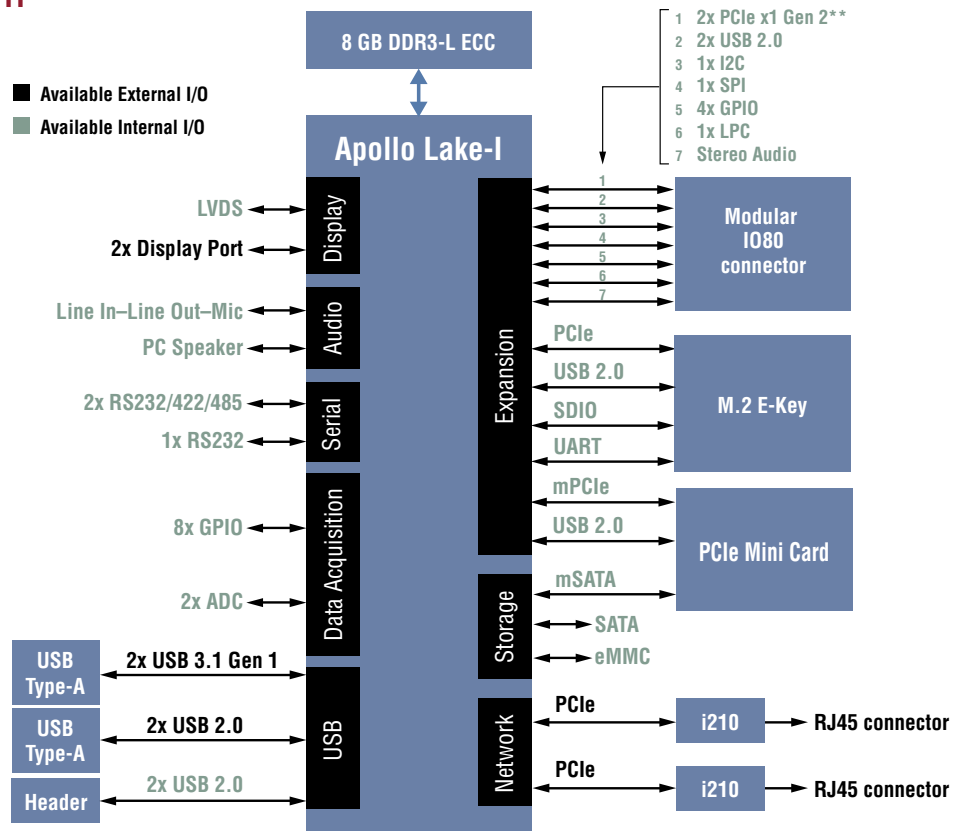 8 GB DDR3-L ECC
1 2x PCIe x1 Gen 2**
2 2x USB 2.0
3 1x I2C
4 1x SPI
5 4x GPIO
6 1x LPC
7 Stereo Audio
Available External I/O
Available Internal I/O
Apollo Lake-I
Display
LVDS
2x Display Port
Audio
Line In–Line Out–Mic
PC Speaker
Serial
2x RS232/422/485
1x RS232
Data Acquisition
8x GPIO
2x ADC
USB
USB
Type-A
2x USB 3.1 Gen 1
USB
Type-A
2x USB 2.0
Header
2x USB 2.0
Expansion
1
2
3
4
5
6
7
Modular
IO80
connector
PCIe
USB 2.0
SDIO
UART
M.2 E-Key
mPCIe
USB 2.0
PCIe Mini Card
Storage
mSATA
SATA
eMMC
Network
PCIe
i210
RJ45 connector
PCIe
i210
RJ45 connector